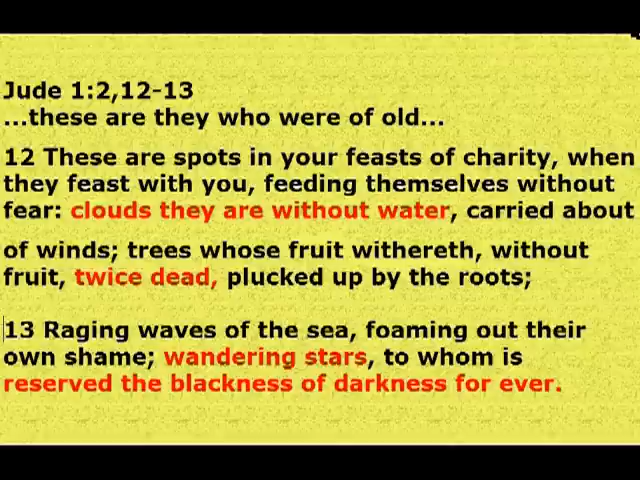 Jude 1:2,12-13
...these are they who were of old...
12 These are spots in your feasts of charity, when
they feast with you, feeding themselves without
fear: clouds they are without water, carried about
of winds; trees whose fruit withereth, without
fruit, twice dead, plucked up by the roots;
13 Raging waves of the sea, foaming out their
own shame; wandering stars, to whom is
reserved the blackness of darkness for ever.